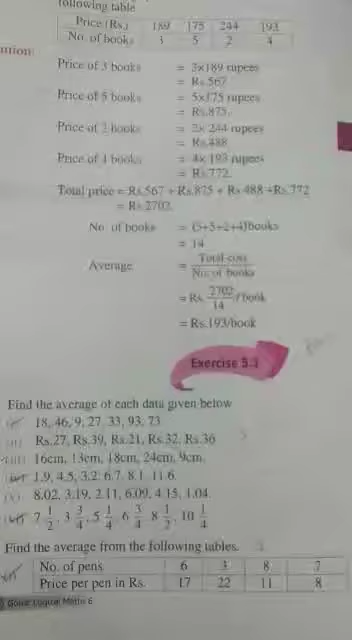 following table
Price (Rs.) 189 175 244 193
No. of books 3 5 2 4
ution:
Price of 3 books = 3×189 rupees
= Rs.567
Price of 5 books = 5×175 rupees
= Rs.875.
Price of 2 books = 2× 244 rupees
= Rs.488
Price of 4 books = 4× 193 rupees
= Rs.772.
Total price = Rs.567 + Rs.875 + Rs.488 +Rs.772
= Rs.2702.
No. of books = (3+5+2+4)books
= 14
Average = Total cost / No. of books
= Rs. 2702/14 /book
= Rs.193/book
Exercise 5.3
Find the average of each data given below
18, 46, 9, 27, 33, 93, 73
(ii) Rs.27, Rs.39, Rs.21, Rs.32, Rs.36
(iii) 16cm, 13cm, 18cm, 24cm, 9cm.
1.9, 4.5, 3.2, 6.7, 8.1, 11.6
(v) 8.02, 3.19, 2.11, 6.09, 4.15, 1.04
7 1/2, 3 3/4, 5 1/4, 6 3/4, 8 1/2, 10 1/4
Find the average from the following tables.
No. of pens 6 3 8 7
Price per pen in Rs. 17 22 11 8
Gohar Logical Math 6